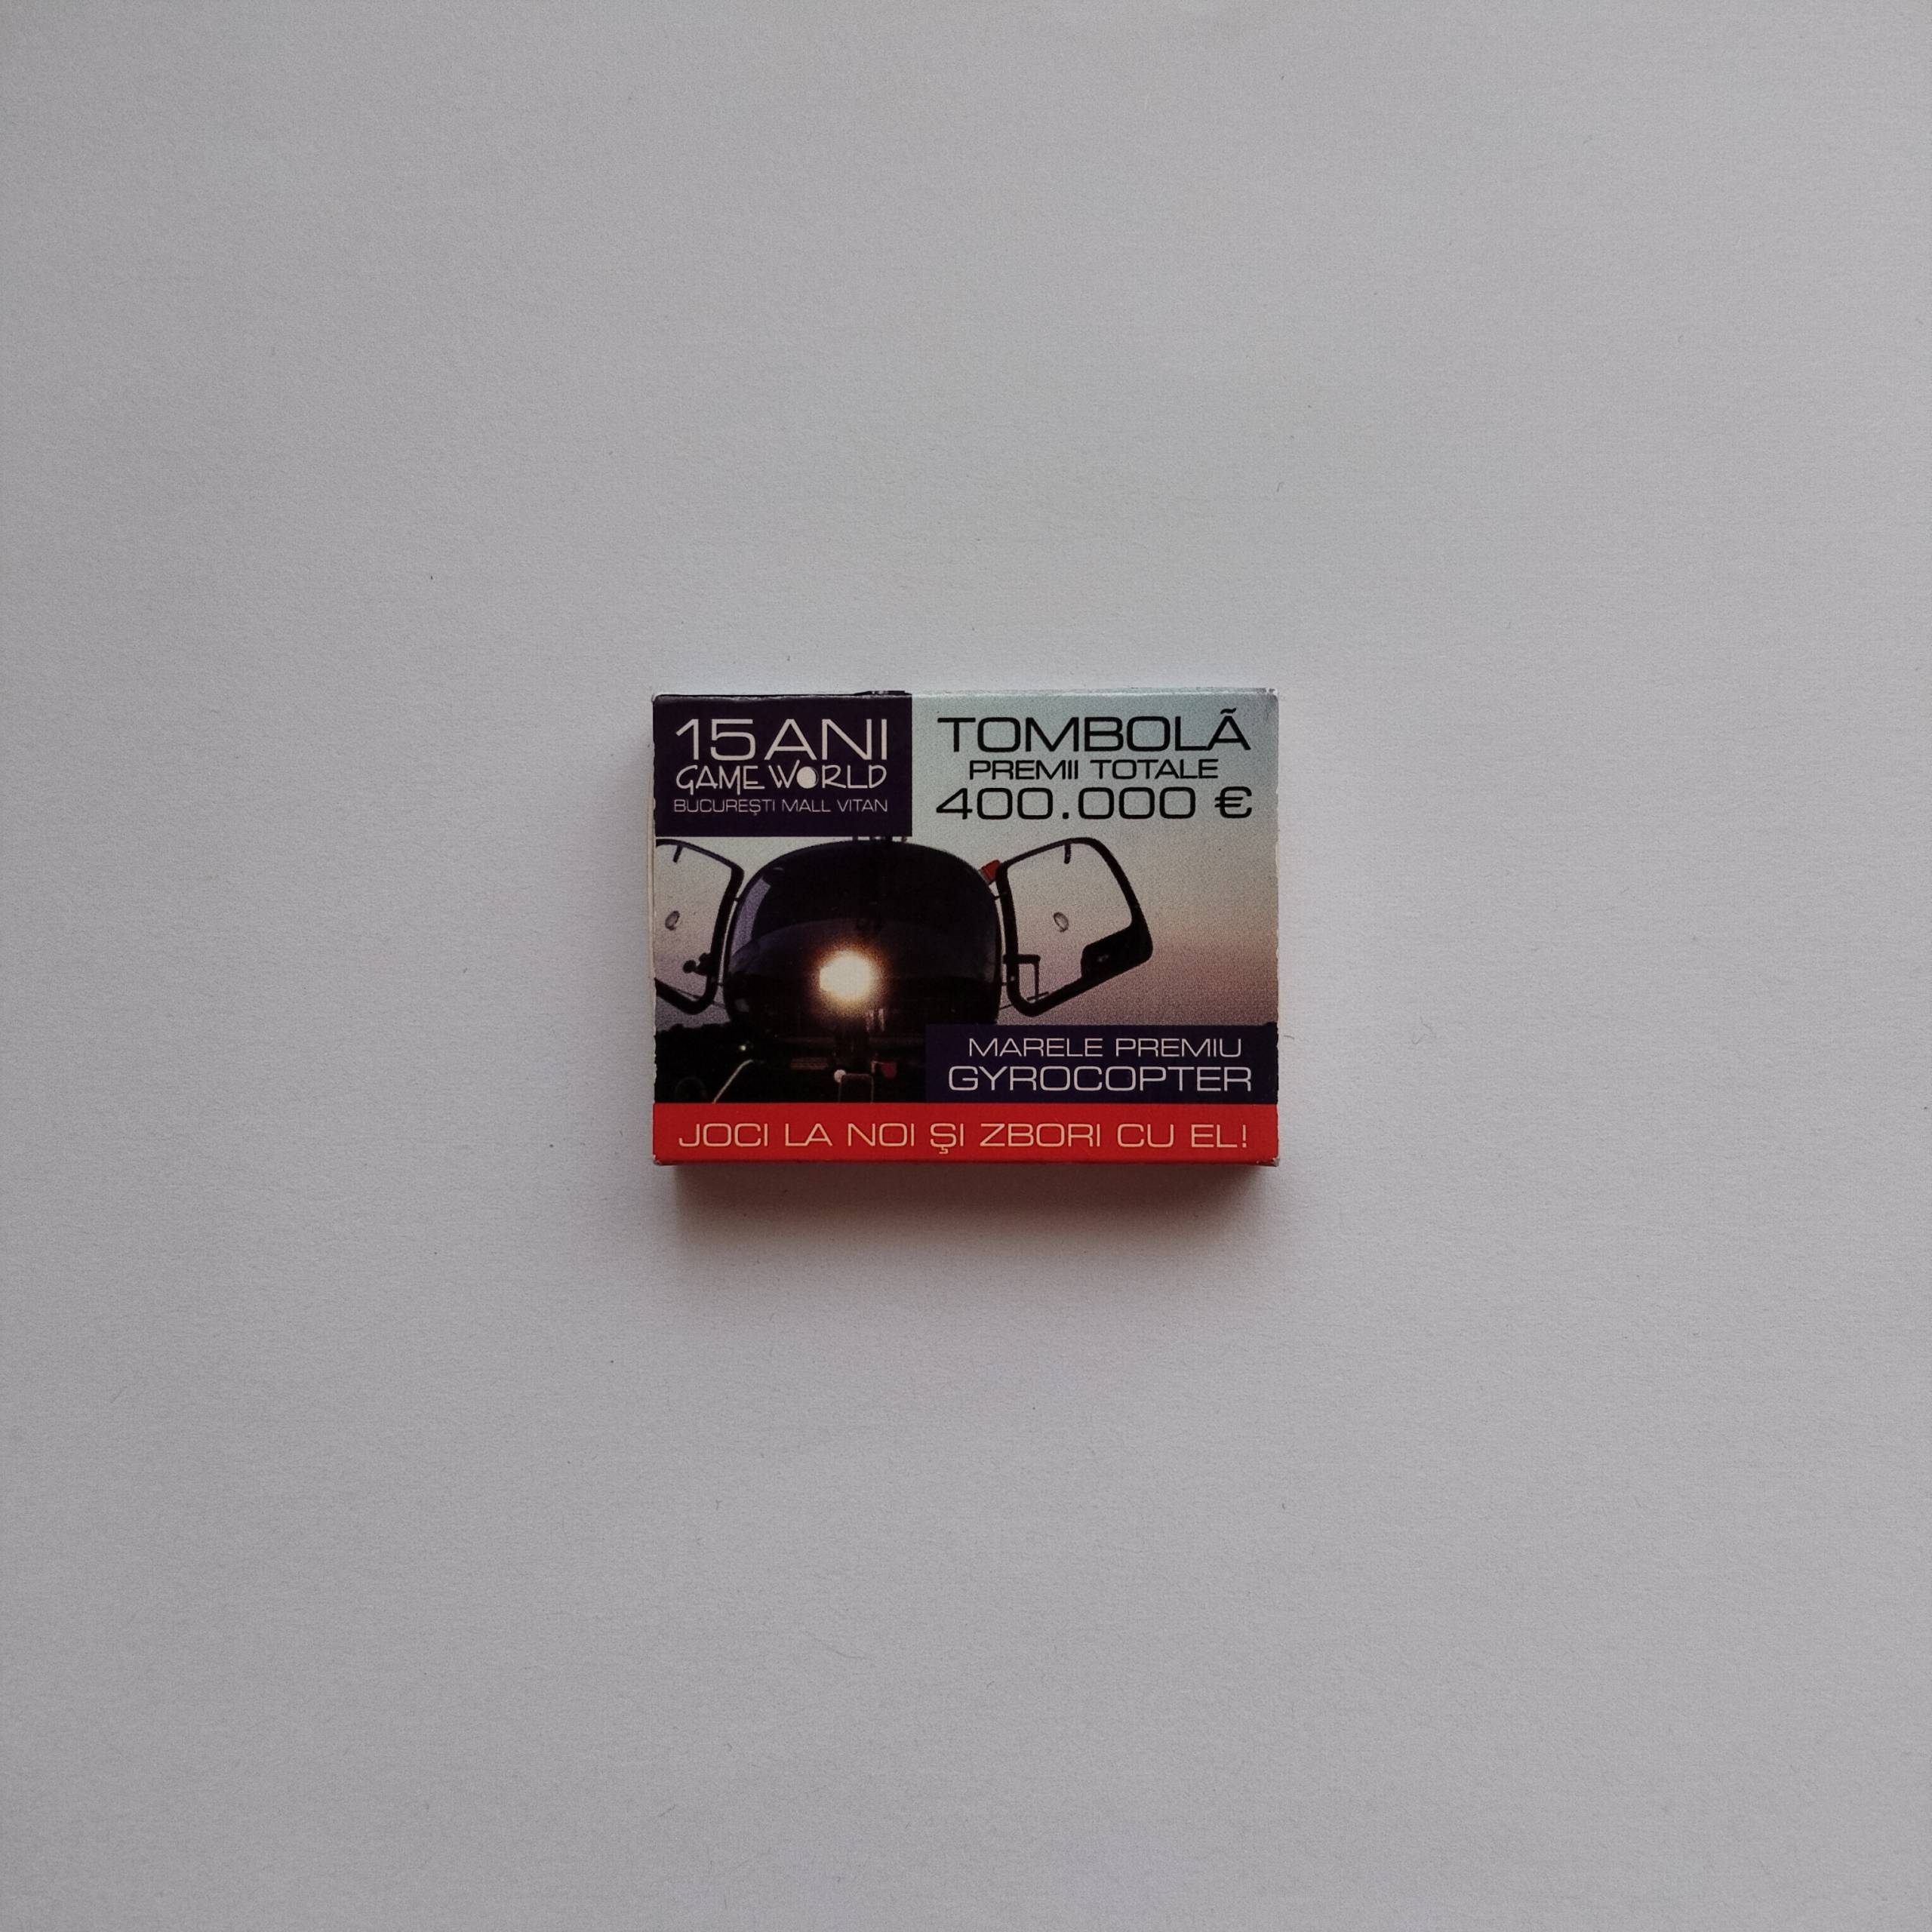 15 ANI
GAME WORLD
BUCUREŞTI MALL VITAN
TOMBOLÃ
PREMII TOTALE
400.000 €
MARELE PREMIU
GYROCOPTER
JOCI LA NOI ŞI ZBORI CU EL!